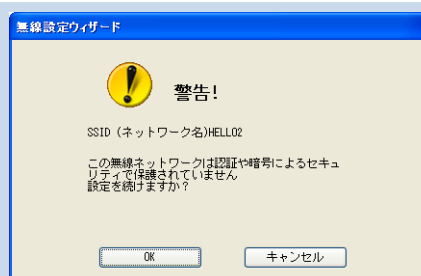 無線設定ウィザード
警告!
SSID (ネットワーク名)HELLO2
この無線ネットワークは認証や暗号によるセキュ
リティで保護されていません
設定を続けますか?
OK
キャンセル